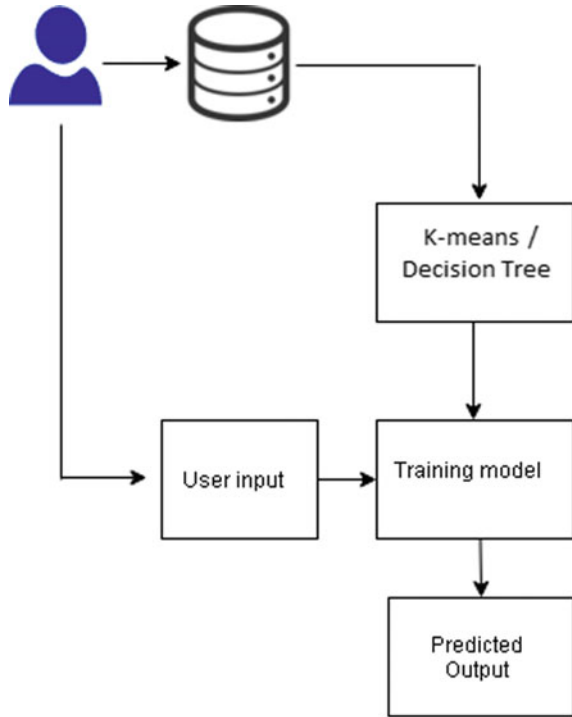 K-means /
Decision Tree
User input
Training model
Predicted
Output